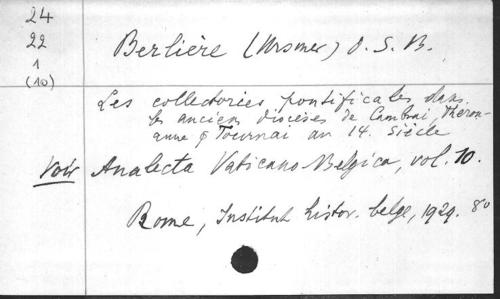 24
22
1
(10)
Berlière (Ursmer) O. S. B.
Les collectories pontificales dans
les anciens diocèses de Cambrai, Thérou-
anne & Tournai au 14. Siècle
Voir Analecta Vaticano Belgica, vol. 10.
Rome, Institut histor. belge, 1929. 8°